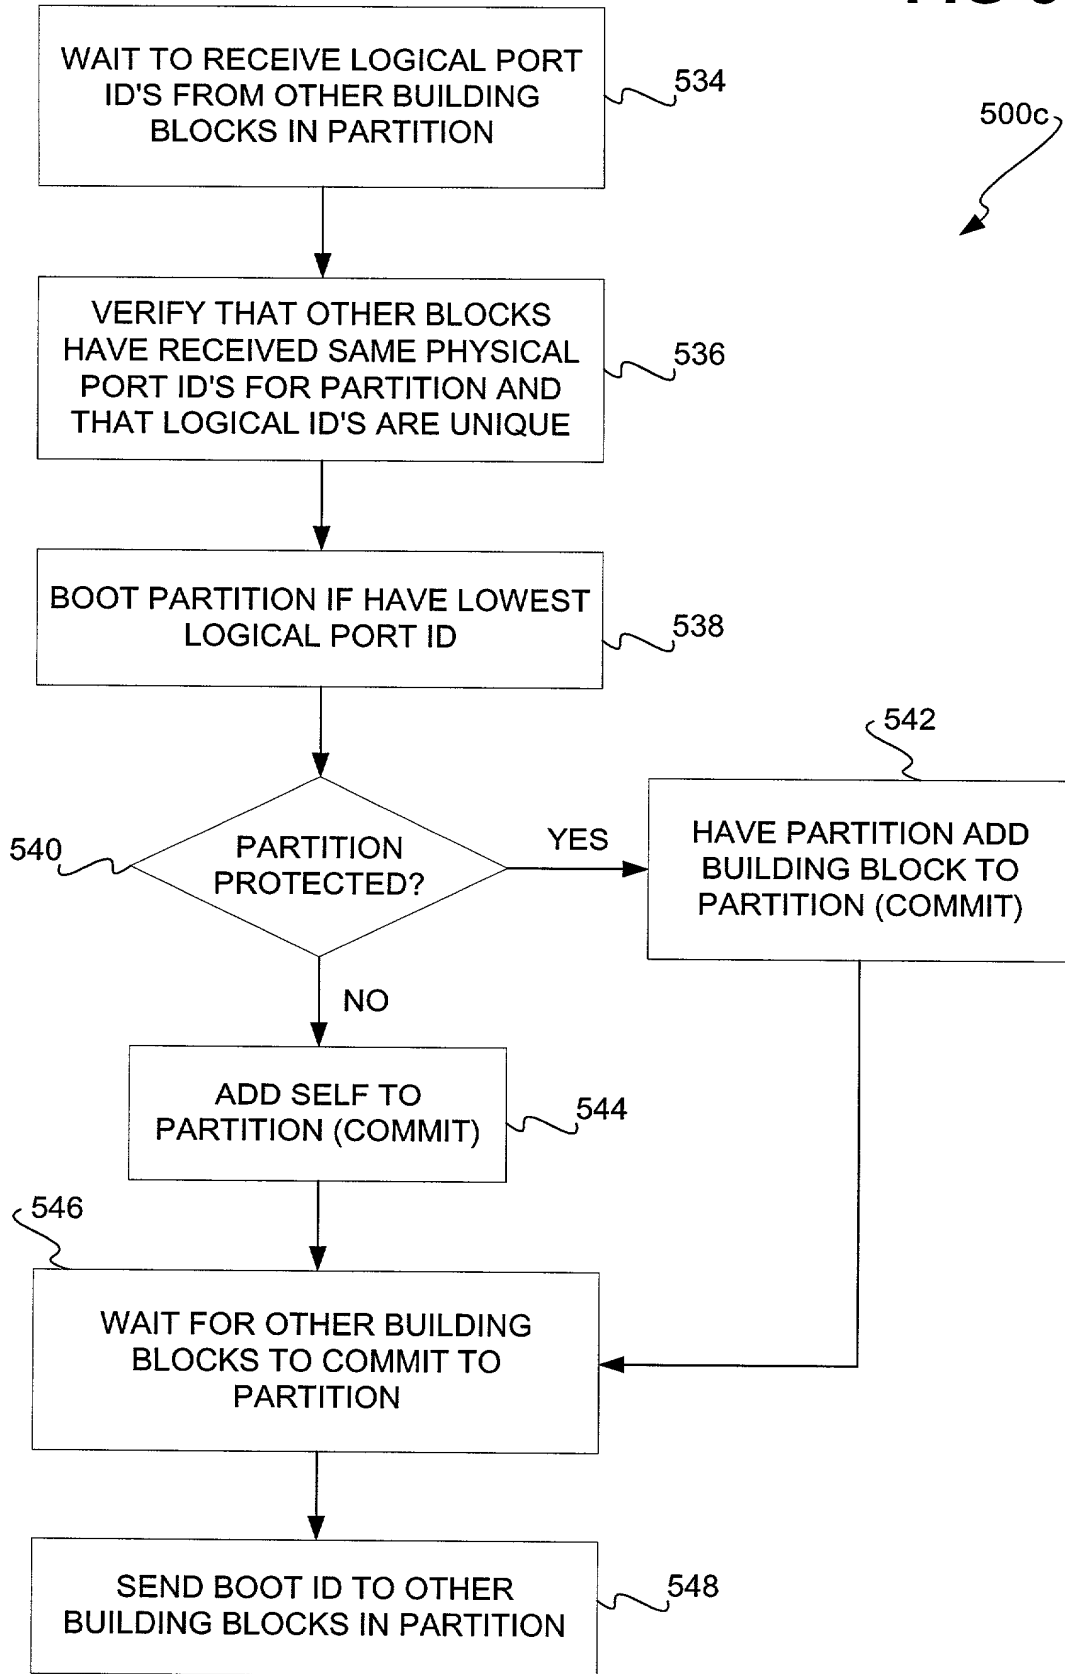 WAIT TO RECEIVE LOGICAL PORT
ID'S FROM OTHER BUILDING
BLOCKS IN PARTITION
534
500c
VERIFY THAT OTHER BLOCKS
HAVE RECEIVED SAME PHYSICAL
PORT ID'S FOR PARTITION AND
THAT LOGICAL ID'S ARE UNIQUE
536
BOOT PARTITION IF HAVE LOWEST
LOGICAL PORT ID
538
540
PARTITION
PROTECTED?
YES
542
HAVE PARTITION ADD
BUILDING BLOCK TO
PARTITION (COMMIT)
NO
ADD SELF TO
PARTITION (COMMIT)
544
546
WAIT FOR OTHER BUILDING
BLOCKS TO COMMIT TO
PARTITION
SEND BOOT ID TO OTHER
BUILDING BLOCKS IN PARTITION
548